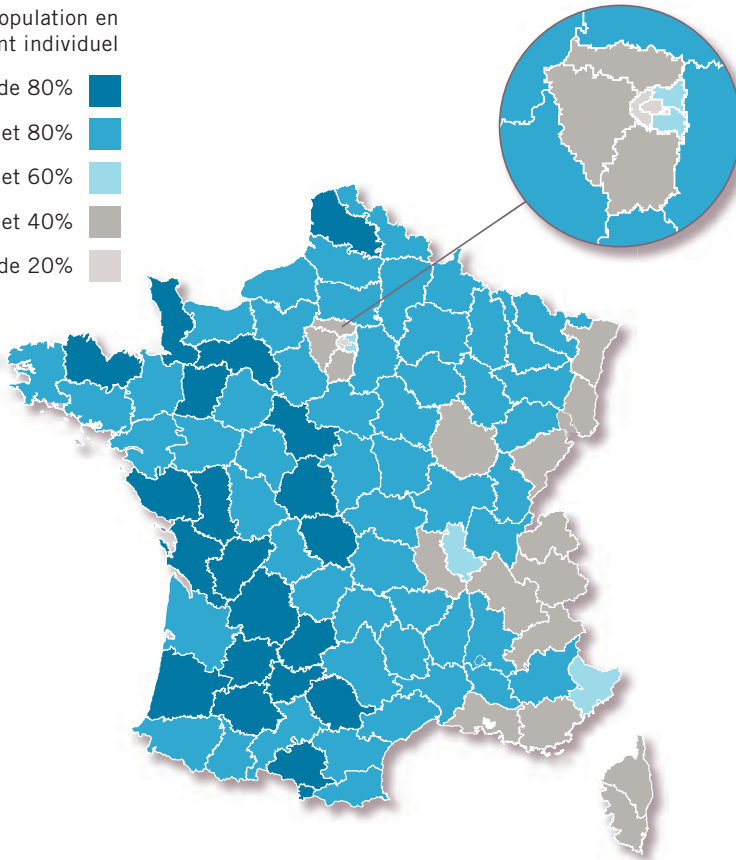 opulation en
nt individuel
de 80%
et 80%
et 60%
et 40%
de 20%